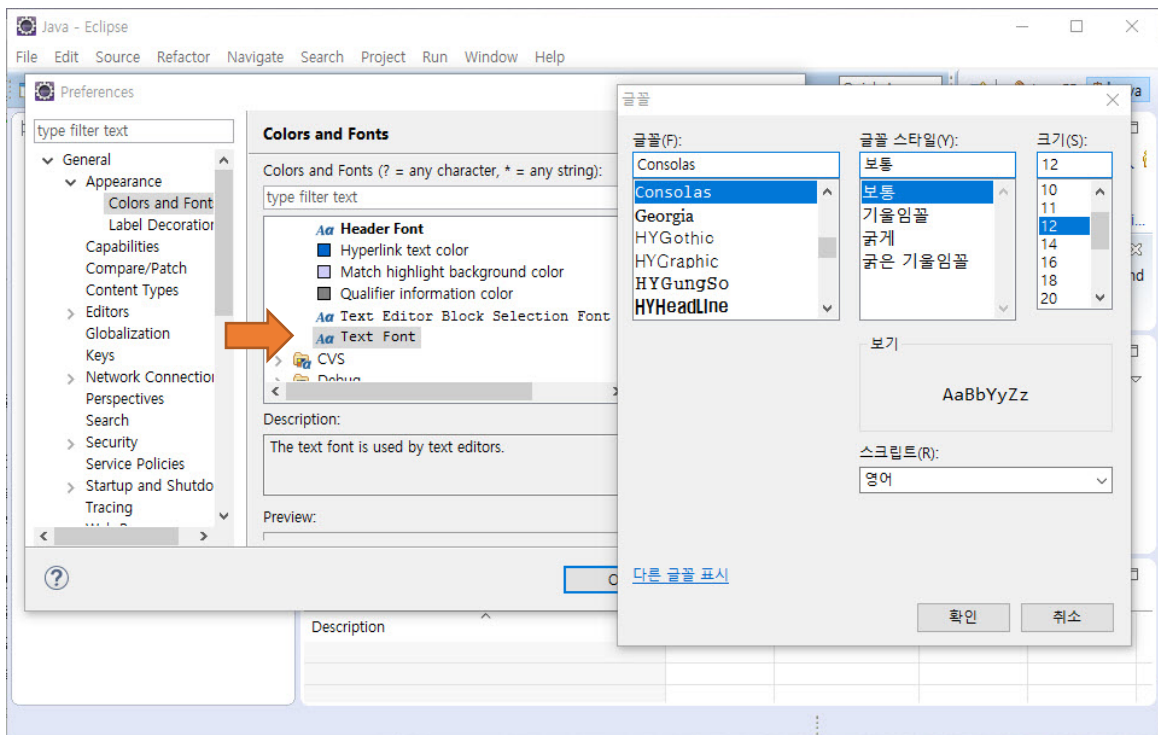 Java - Eclipse
File Edit Source Refactor Navigate Search Project Run Window Help
Preferences
type filter text
General
Appearance
Colors and Font
Label Decoration
Capabilities
Compare/Patch
Content Types
Editors
Globalization
Keys
Network Connection
Perspectives
Search
Security
Service Policies
Startup and Shutdo
Tracing
Colors and Fonts
Colors and Fonts (? = any character, * = any string):
type filter text
Aa Header Font
Hyperlink text color
Match highlight background color
Qualifier information color
Aa Text Editor Block Selection Font
Aa Text Font
CVS
Debug
Description:
The text font is used by text editors.
Preview:
글꼴
글꼴(F):
Consolas
Consolas
Georgia
HYGothic
HYGraphic
HYGungSo
HYHeadLine
글꼴 스타일(Y):
보통
보통
기울임꼴
굵게
굵은 기울임꼴
크기(S):
12
10
11
12
14
16
18
20
보기
AaBbYyZz
스크립트(R):
영어
다른 글꼴 표시
확인 취소
Description